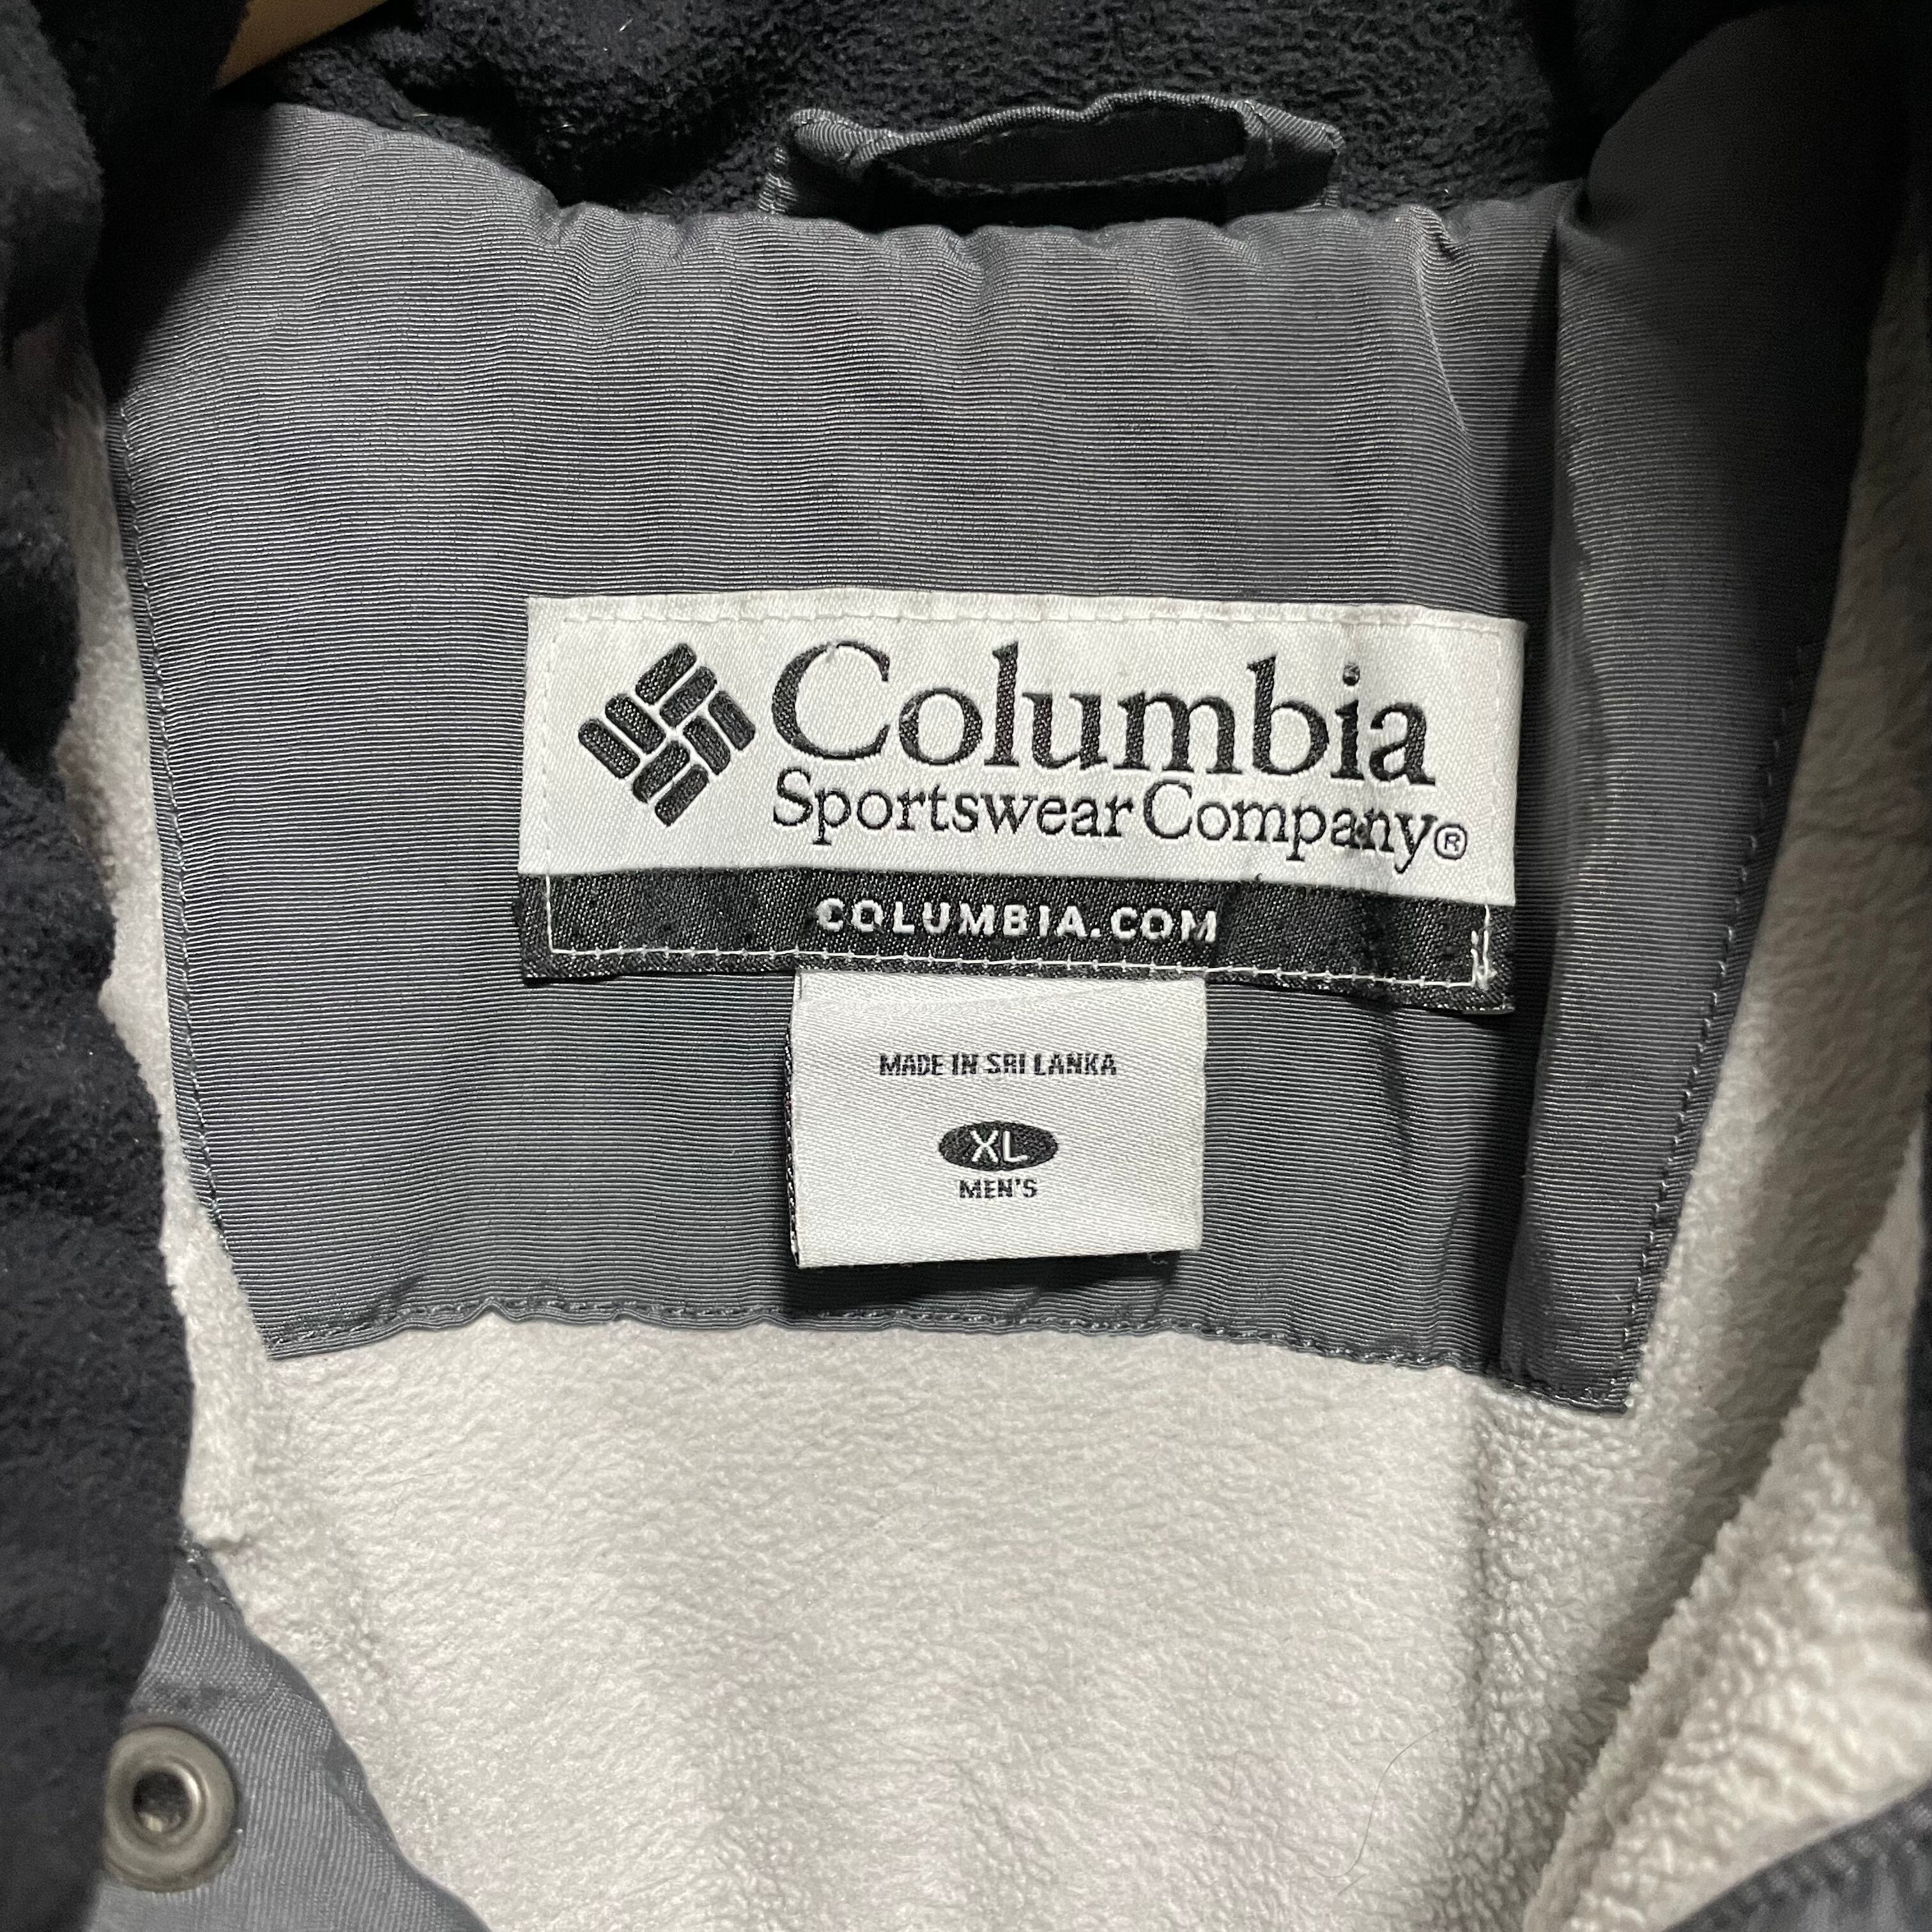 Columbia
Sportswear Company®
COLUMBIA.COM
MADE IN SRI LANKA
XL
MEN'S